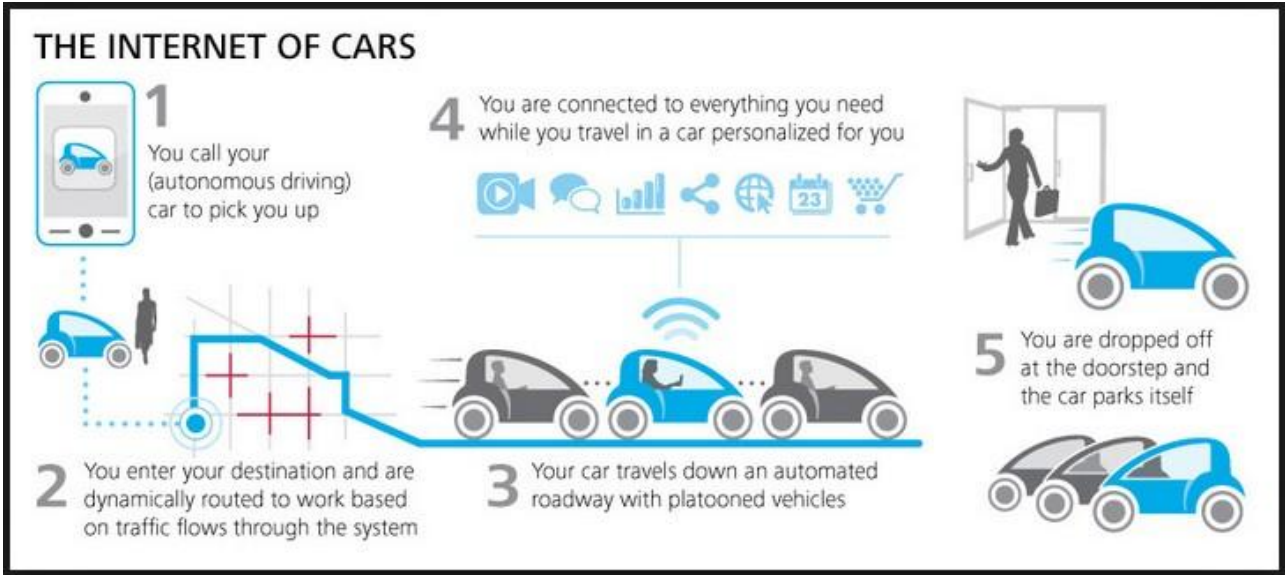 THE INTERNET OF CARS
1
You call your
(autonomous driving)
car to pick you up
2
You enter your destination and are
dynamically routed to work based
on traffic flows through the system
3
Your car travels down an automated
roadway with platooned vehicles
4
You are connected to everything you need
while you travel in a car personalized for you
23
5
You are dropped off
at the doorstep and
the car parks itself